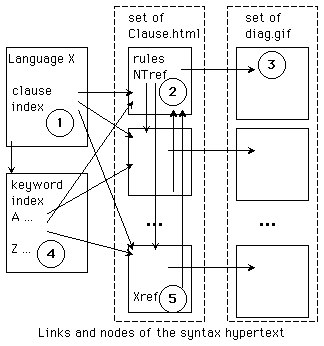 set of
Clause.html
set of
diag.gif
Language X
clause
index
1
rules
NTref
2
3
keyword
index
A ...
Z ...
4
...
...
Xref
5
Links and nodes of the syntax hypertext